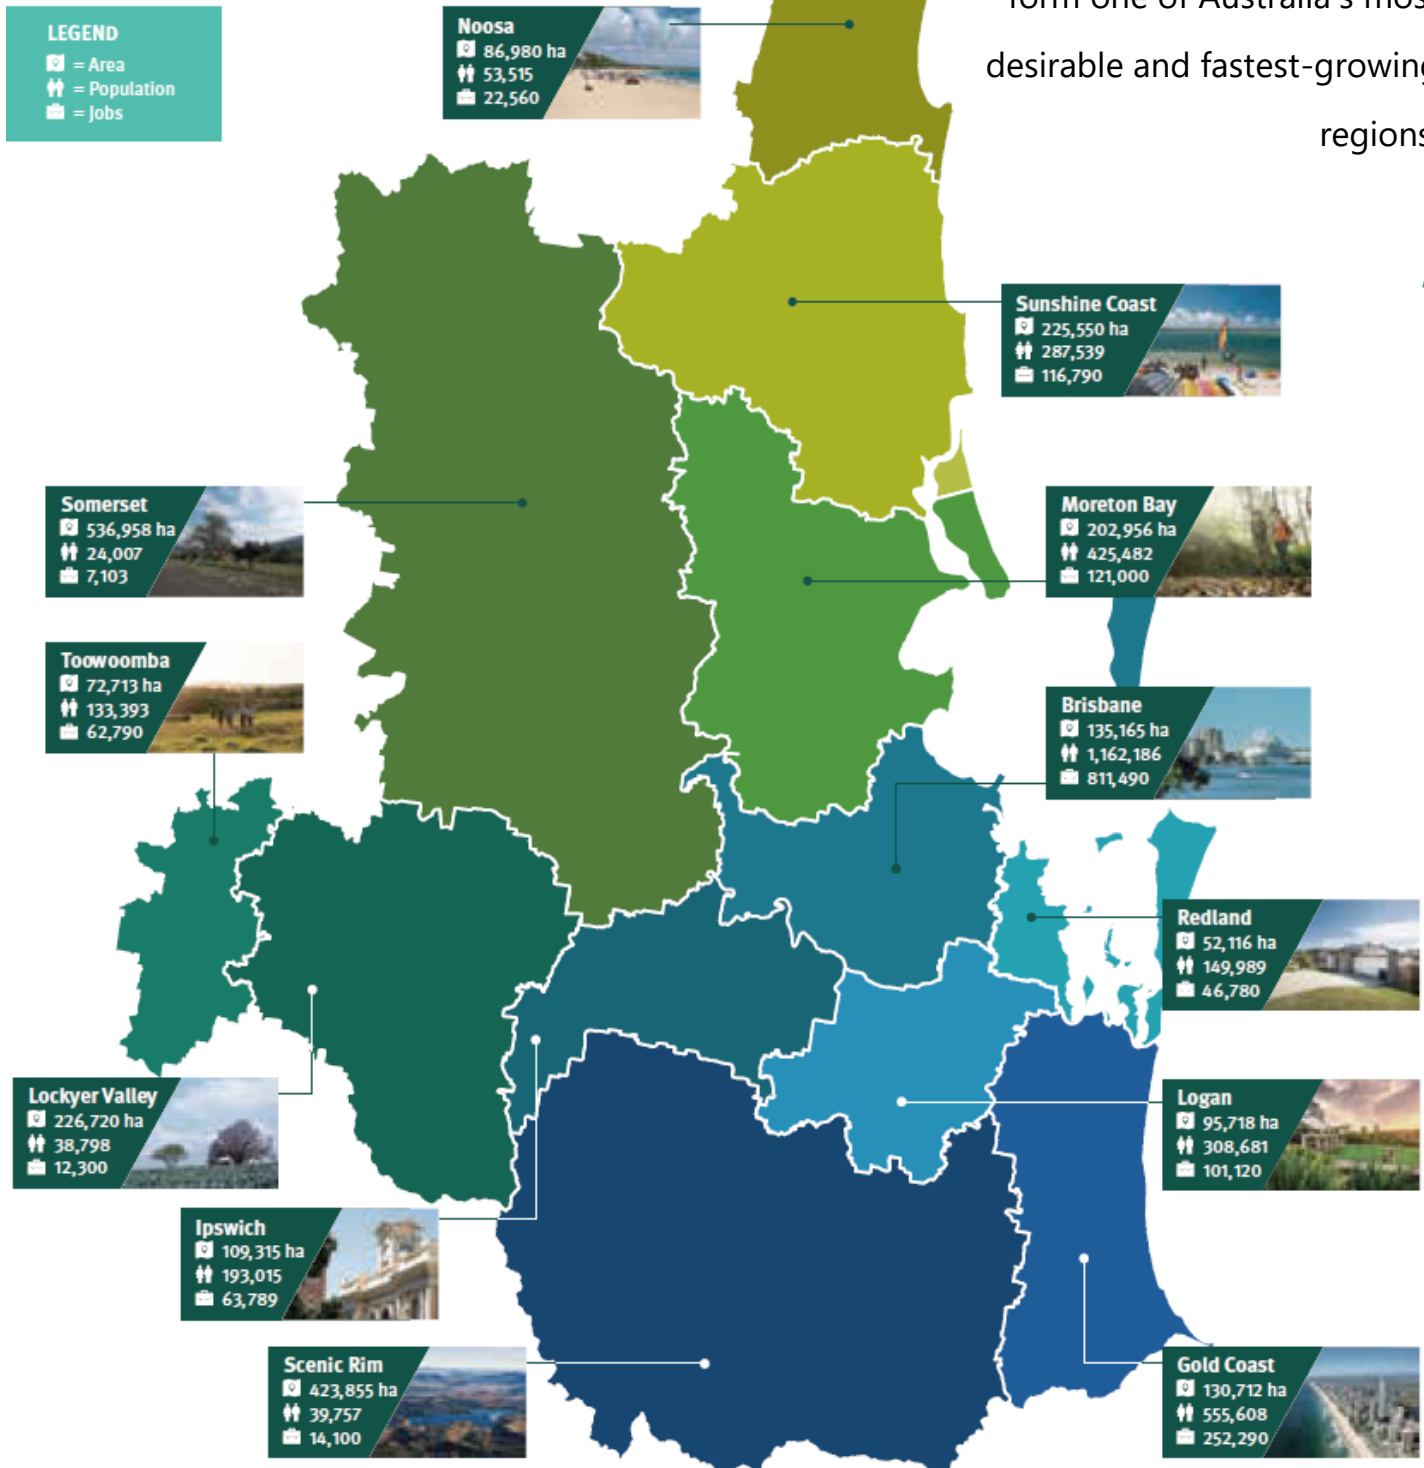 form one of Australia's mos
desirable and fastest-growing
regions
LEGEND
= Area
= Population
= Jobs
Noosa
86,980 ha
53,515
22,560
Sunshine Coast
225,550 ha
287,539
116,790
Somerset
536,958 ha
24,007
7,103
Moreton Bay
202,956 ha
425,482
121,000
Toowoomba
72,713 ha
133,393
62,790
Brisbane
135,165 ha
1,162,186
811,490
Redland
52,116 ha
149,989
46,780
Lockyer Valley
226,720 ha
38,798
12,300
Logan
95,718 ha
308,681
101,120
Ipswich
109,315 ha
193,015
63,789
Scenic Rim
423,855 ha
39,757
14,100
Gold Coast
130,712 ha
555,608
252,290